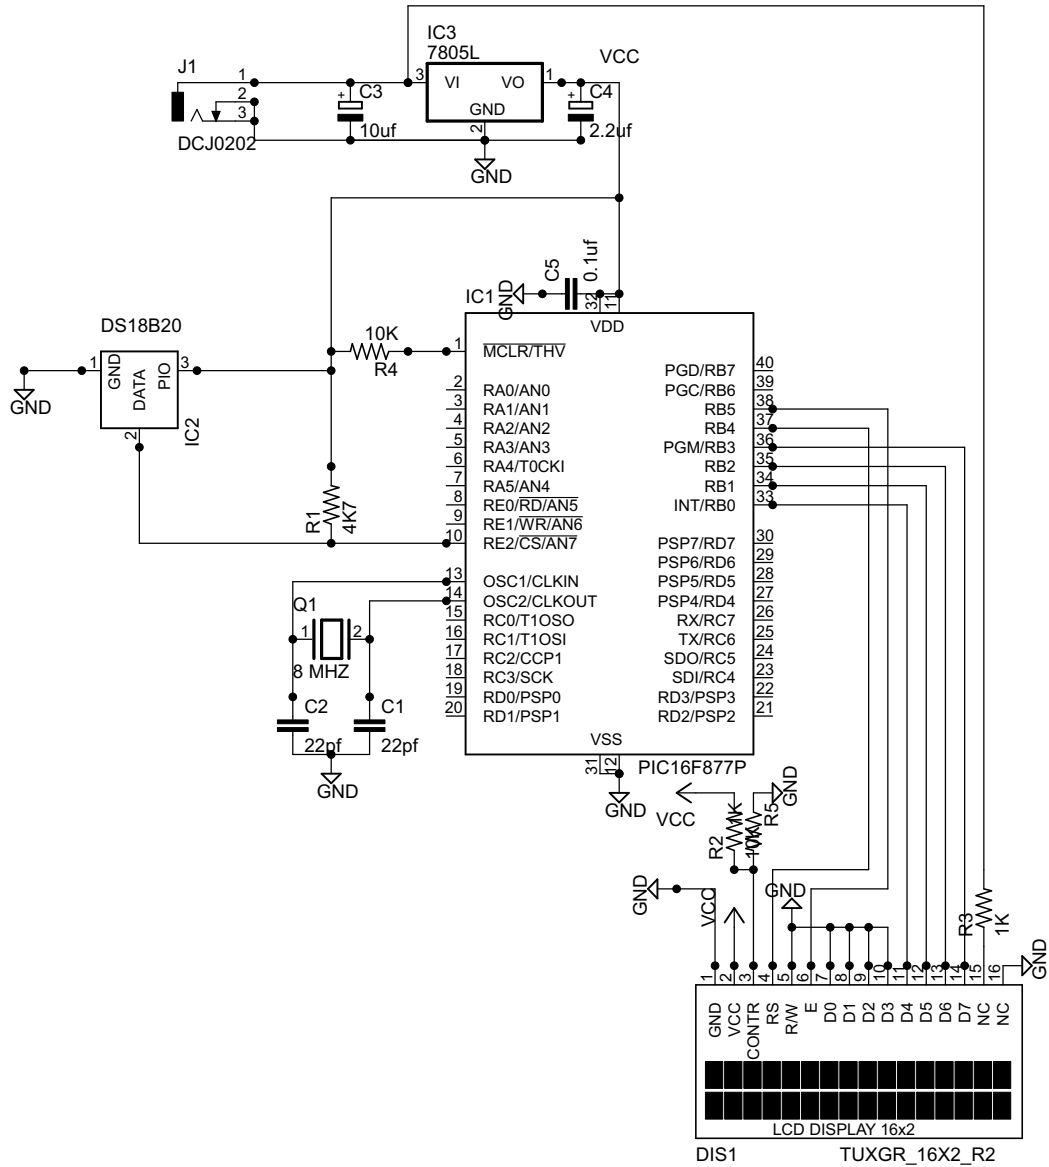 IC3
7805L
VCC
J1
1
2
3
DCJ0202
C3
+
10uf
3
VI
VO
1
GND
2
GND
+
C4
2.2uf
C5
0.1uf
GND
IC1
32
11
VDD
DS18B20
1
GND
DATA
PIO
3
2
IC2
GND
10K
R4
R1
4K7
1 MCLR/THV
2 RA0/AN0
3 RA1/AN1
4 RA2/AN2
5 RA3/AN3
6 RA4/T0CKI
7 RA5/AN4
8 RE0/RD/AN5
9 RE1/WR/AN6
10 RE2/CS/AN7
13 OSC1/CLKIN
14 OSC2/CLKOUT
15 RC0/T1OSO
16 RC1/T1OSI
17 RC2/CCP1
18 RC3/SCK
19 RD0/PSP0
20 RD1/PSP1
PGD/RB7 40
PGC/RB6 39
RB5 38
RB4 37
PGM/RB3 36
RB2 35
RB1 34
INT/RB0 33
PSP7/RD7 30
PSP6/RD6 29
PSP5/RD5 28
PSP4/RD4 27
RX/RC7 26
TX/RC6 25
SDO/RC5 24
SDI/RC4 23
RD3/PSP3 22
RD2/PSP2 21
VSS
31
12
PIC16F877P
GND
Q1
1
2
8 MHZ
C2
22pf
C1
22pf
GND
VCC
R2
1K
10K
R5
GND
GND
VCC
GND
R3
1K
GND
1 GND
2 VCC
3 CONTR
4 RS
5 R/W
6 E
7 D0
8 D1
9 D2
10 D3
11 D4
12 D5
13 D6
14 D7
15 NC
16 NC
LCD DISPLAY 16x2
DIS1
TUXGR_16X2_R2